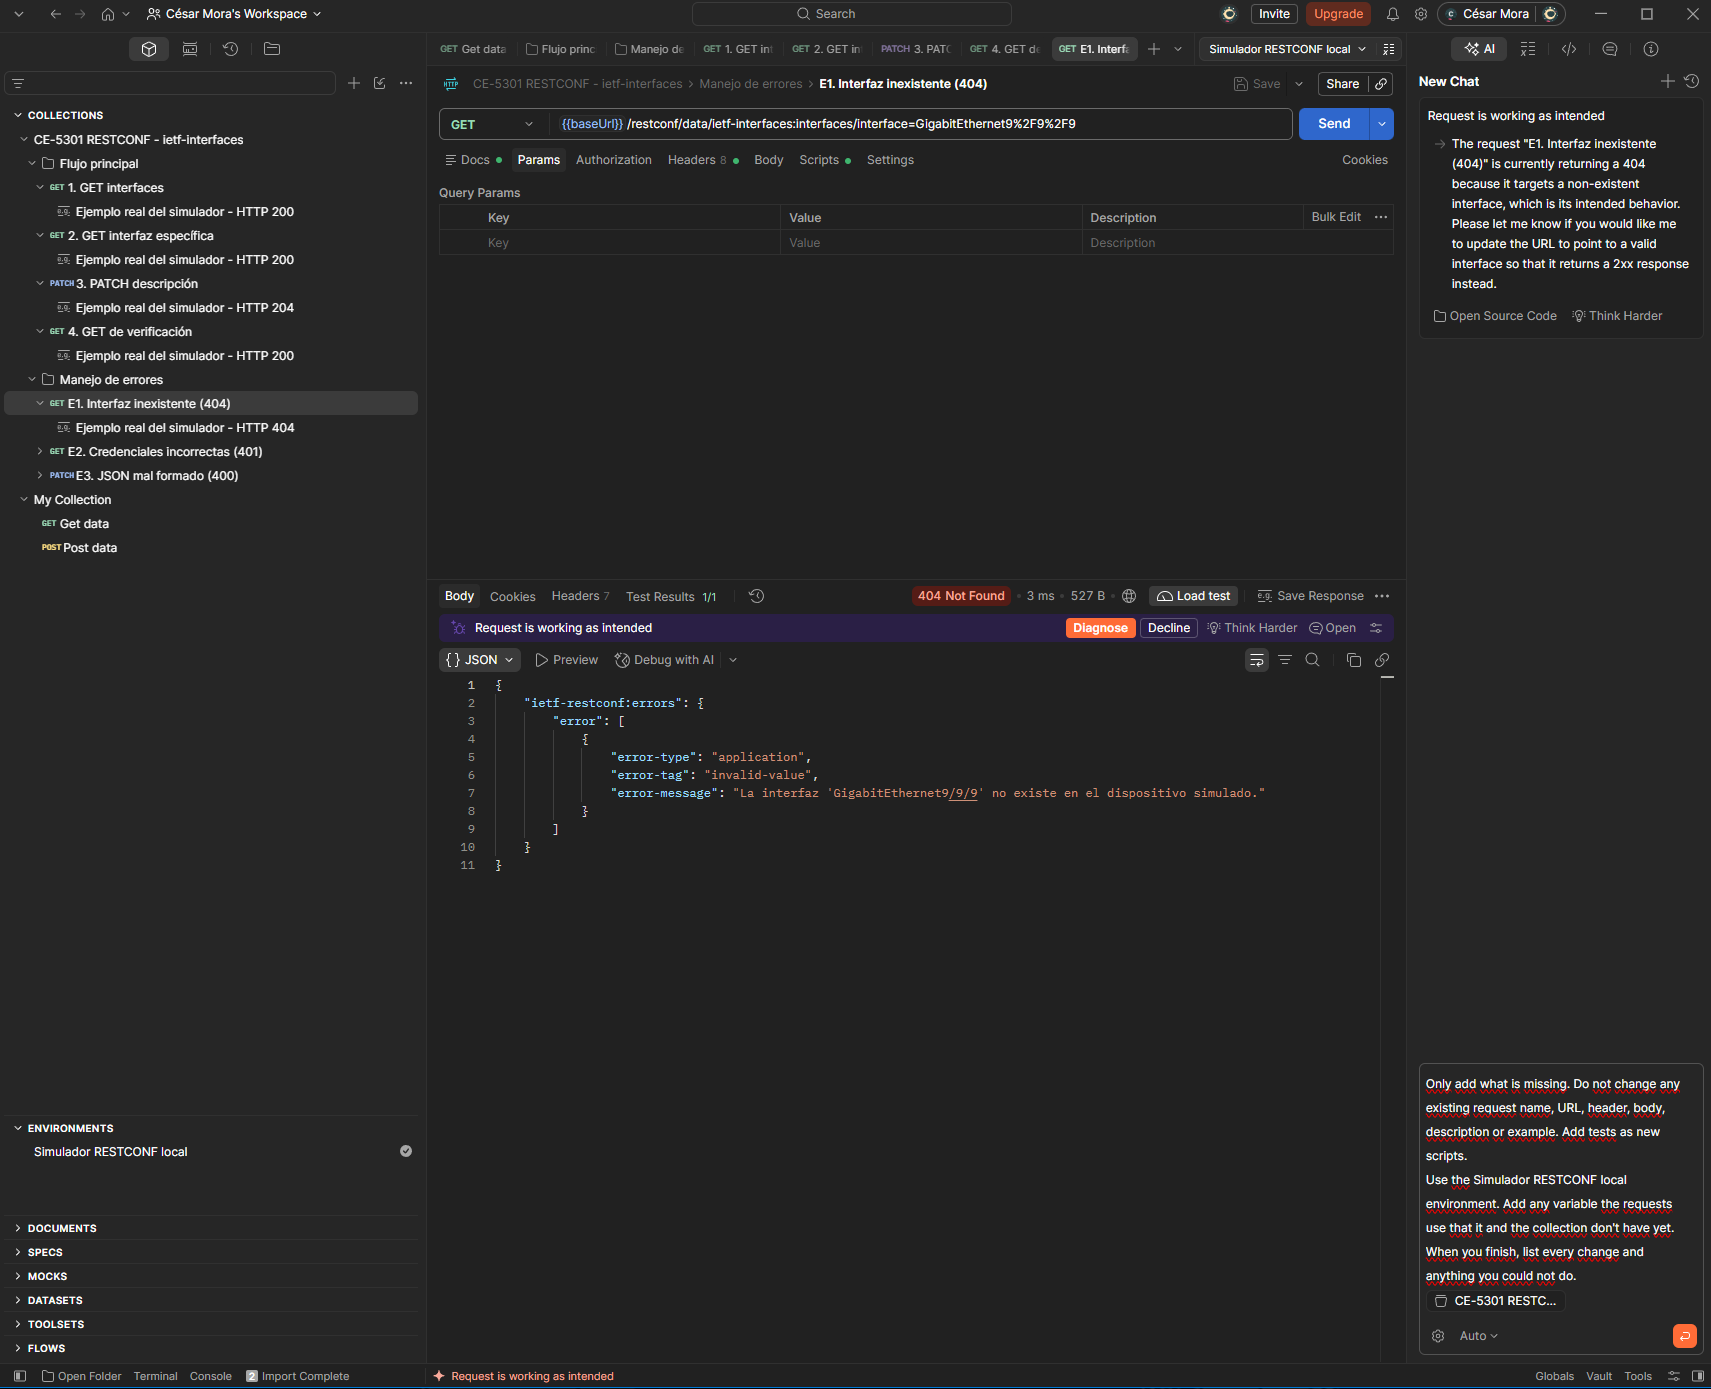 César Mora's Workspace
Search
Invite
Upgrade
C César Mora
GET Get data
Flujo princ
Manejo de
GET 1. GET int
GET 2. GET in
PATCH 3. PATC
GET 4. GET de
GET E1. Interfa
Simulador RESTCONF local
AI
COLLECTIONS
CE-5301 RESTCONF - ietf-interfaces
Flujo principal
GET 1. GET interfaces
e.g. Ejemplo real del simulador - HTTP 200
GET 2. GET interfaz específica
e.g. Ejemplo real del simulador - HTTP 200
PATCH 3. PATCH descripción
e.g. Ejemplo real del simulador - HTTP 204
GET 4. GET de verificación
e.g. Ejemplo real del simulador - HTTP 200
Manejo de errores
GET E1. Interfaz inexistente (404)
e.g. Ejemplo real del simulador - HTTP 404
GET E2. Credenciales incorrectas (401)
PATCH E3. JSON mal formado (400)
My Collection
GET Get data
POST Post data
ENVIRONMENTS
Simulador RESTCONF local
DOCUMENTS
SPECS
MOCKS
DATASETS
TOOLSETS
FLOWS
HTTP CE-5301 RESTCONF - ietf-interfaces > Manejo de errores > E1. Interfaz inexistente (404)
Save
Share
GET {{baseUrl}} /restconf/data/ietf-interfaces:interfaces/interface=GigabitEthernet9%2F9%2F9
Send
Docs Params Authorization Headers 8 Body Scripts Settings Cookies
Query Params
Key Value Description Bulk Edit
Key Value Description
Body Cookies Headers 7 Test Results 1/1 404 Not Found • 3 ms • 527 B • Load test e.g. Save Response
Request is working as intended Diagnose Decline Think Harder Open
{} JSON Preview Debug with AI
1 {
2 "ietf-restconf:errors": {
3 "error": [
4 {
5 "error-type": "application",
6 "error-tag": "invalid-value",
7 "error-message": "La interfaz 'GigabitEthernet9/9/9' no existe en el dispositivo simulado."
8 }
9 ]
10 }
11 }
New Chat
Request is working as intended
The request "E1. Interfaz inexistente
(404)" is currently returning a 404
because it targets a non-existent
interface, which is its intended behavior.
Please let me know if you would like me
to update the URL to point to a valid
interface so that it returns a 2xx response
instead.
Open Source Code Think Harder
Only add what is missing. Do not change any
existing request name, URL, header, body,
description or example. Add tests as new
scripts.
Use the Simulador RESTCONF local
environment. Add any variable the requests
use that it and the collection don't have yet.
When you finish, list every change and
anything you could not do.
CE-5301 RESTC...
Auto
Open Folder Terminal Console 2 Import Complete Request is working as intended Globals Vault Tools